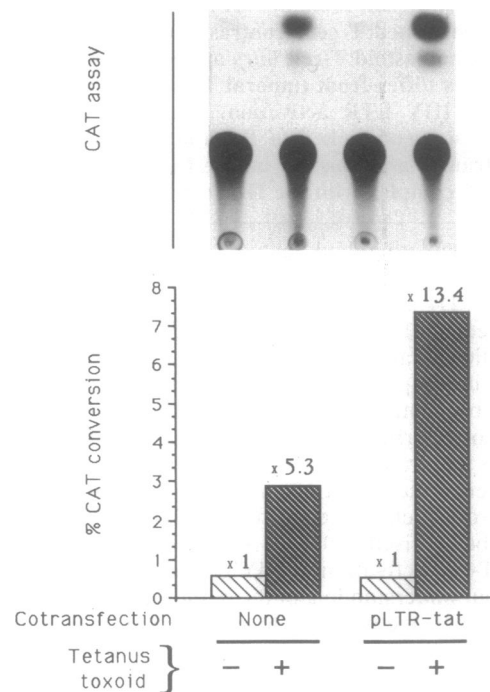 CAT assay
% CAT conversion
8
7
6
5
4
3
2
1
0
x 1
x 5.3
x 1
x 13.4
Cotransfection None pLTR-tat
Tetanus
toxoid } − + − +